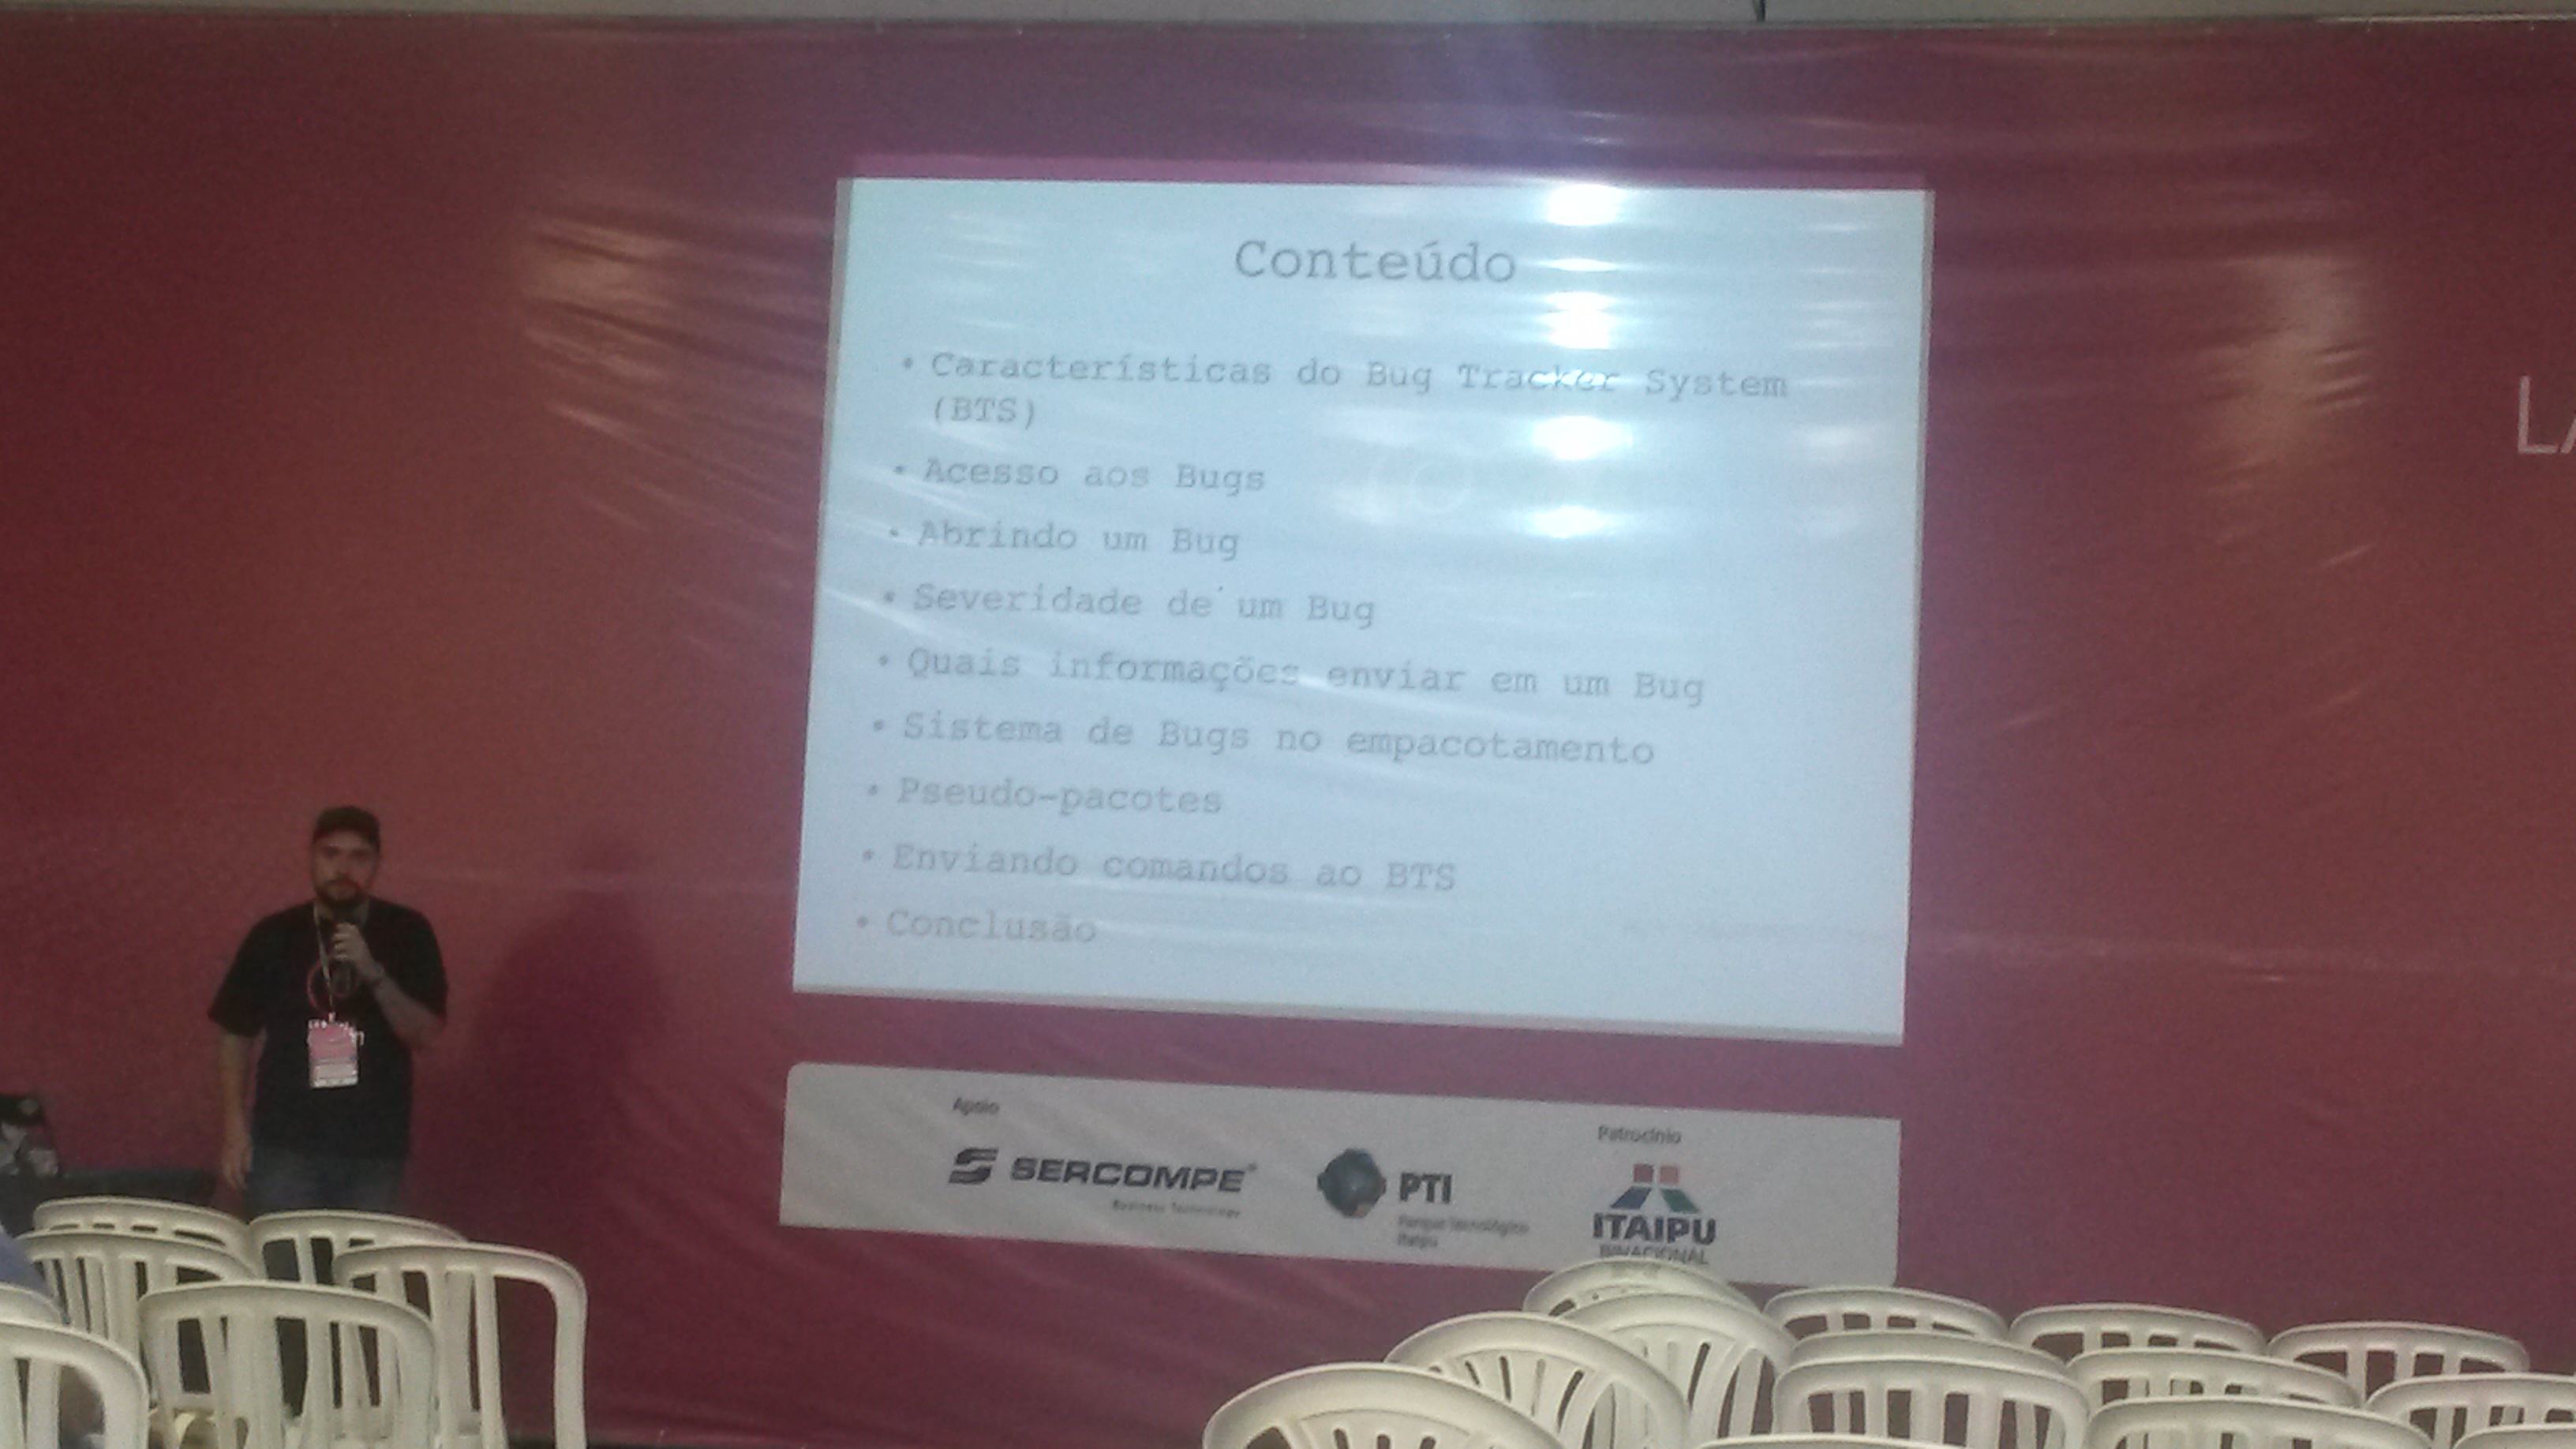 Conteúdo
• Características do Bug Tracker System
(BTS)
• Acesso aos Bugs
• Abrindo um Bug
• Severidade de um Bug
• Quais informações enviar em um Bug
• Sistema de Bugs no empacotamento
• Pseudo-pacotes
• Enviando comandos ao BTS
• Conclusão
LA
Apoio
Patrocínio
SERCOMPE
Business Technology
PTI
Parque Tecnológico
Itaipu
ITAIPU
BINACIONAL